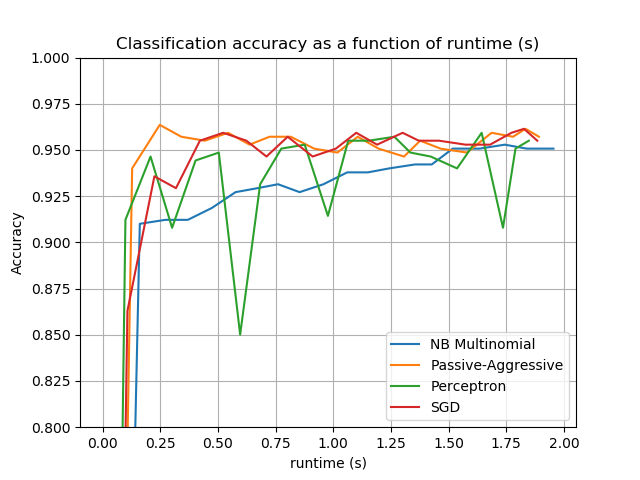 Classification accuracy as a function of runtime (s)
1.000
0.975
0.950
0.925
0.900
0.875
0.850
0.825
0.800
Accuracy
NB Multinomial
Passive-Aggressive
Perceptron
SGD
0.00 0.25 0.50 0.75 1.00 1.25 1.50 1.75 2.00
runtime (s)